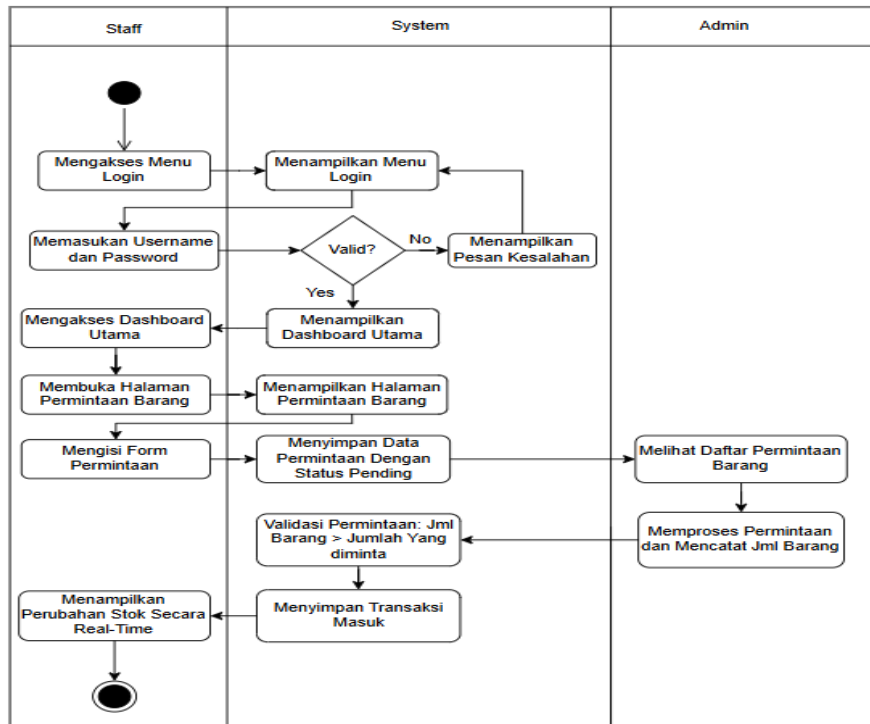 Staff
System
Admin
Mengakses Menu
Login
Menampilkan Menu
Login
Memasukan Username
dan Password
Valid?
No
Menampilkan
Pesan Kesalahan
Yes
Mengakses Dashboard
Utama
Menampilkan
Dashboard Utama
Membuka Halaman
Permintaan Barang
Menampilkan Halaman
Permintaan Barang
Mengisi Form
Permintaan
Menyimpan Data
Permintaan Dengan
Status Pending
Melihat Daftar Permintaan
Barang
Validasi Permintaan: Jml
Barang > Jumlah Yang
diminta
Memproses Permintaan
dan Mencatat Jml Barang
Menampilkan
Perubahan Stok Secara
Real-Time
Menyimpan Transaksi
Masuk